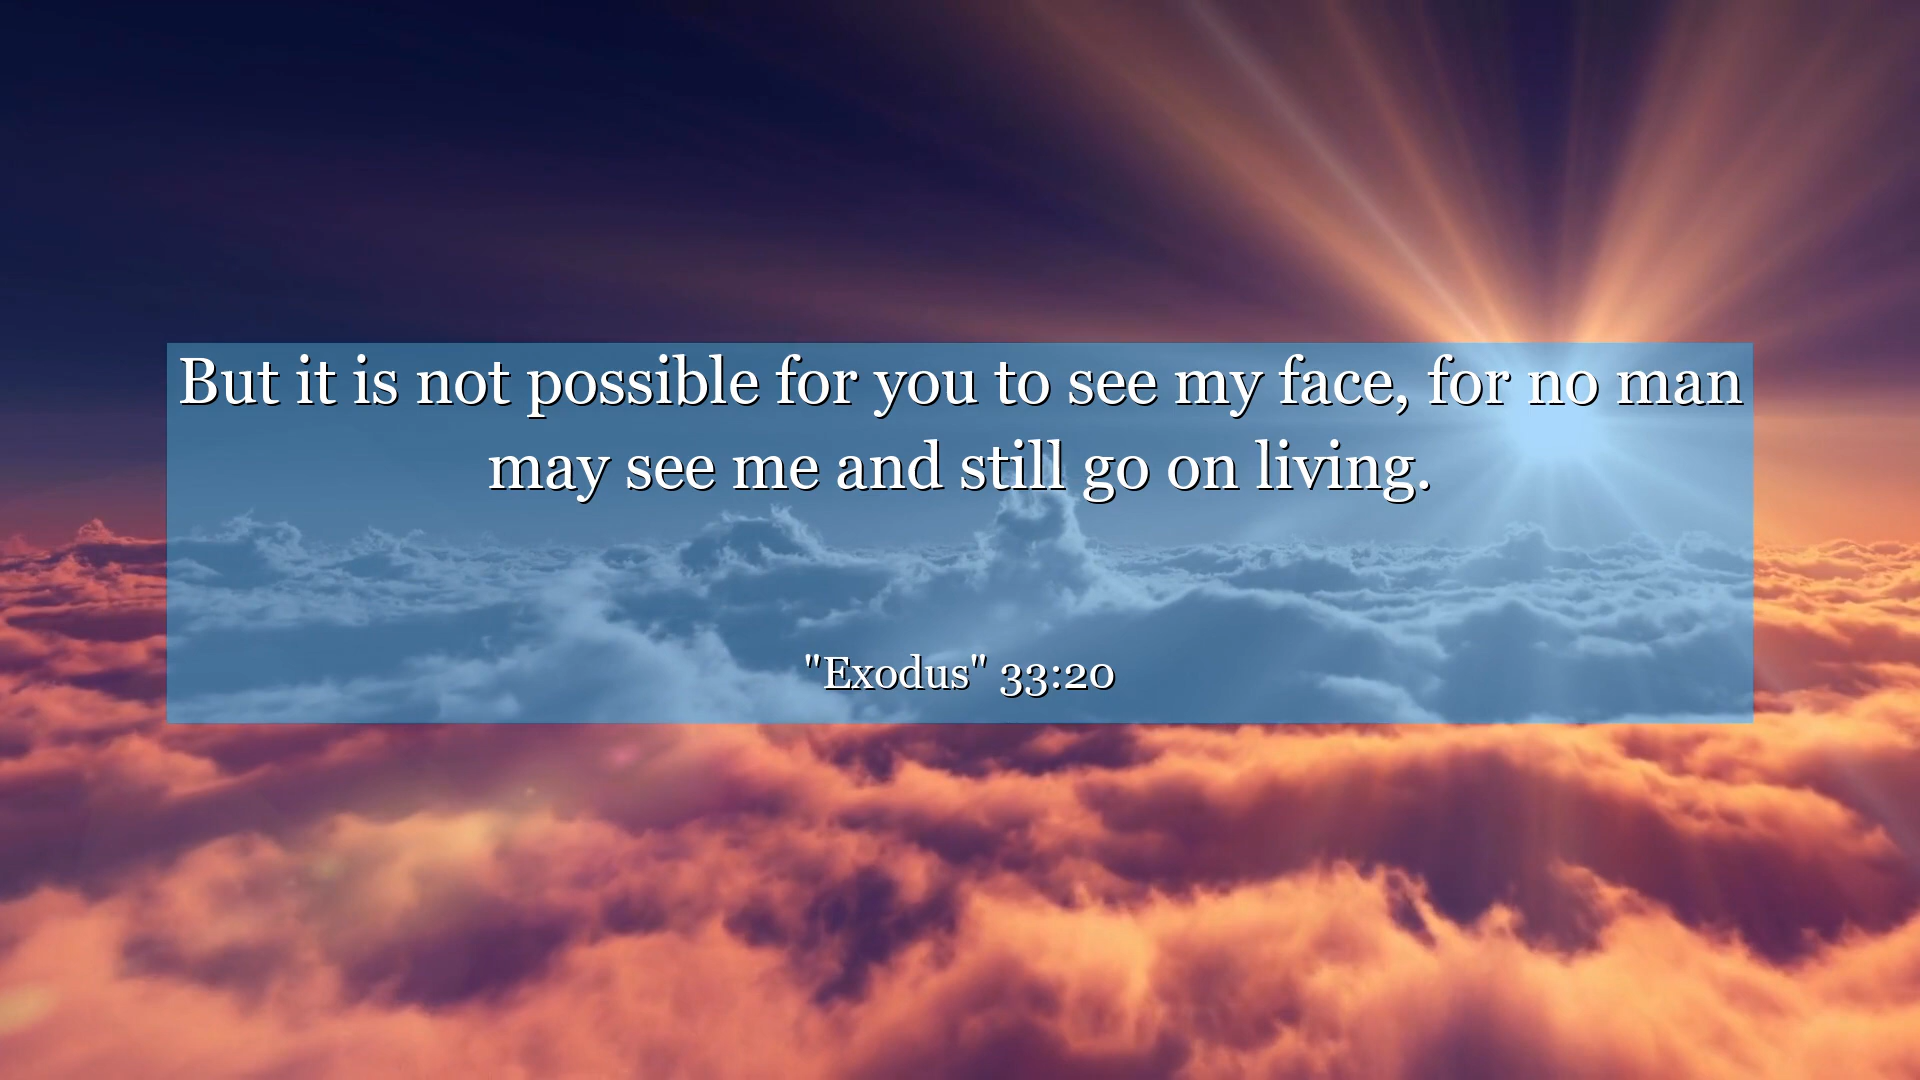 But it is not possible for you to see my face, for no man
may see me and still go on living.
"Exodus" 33:20